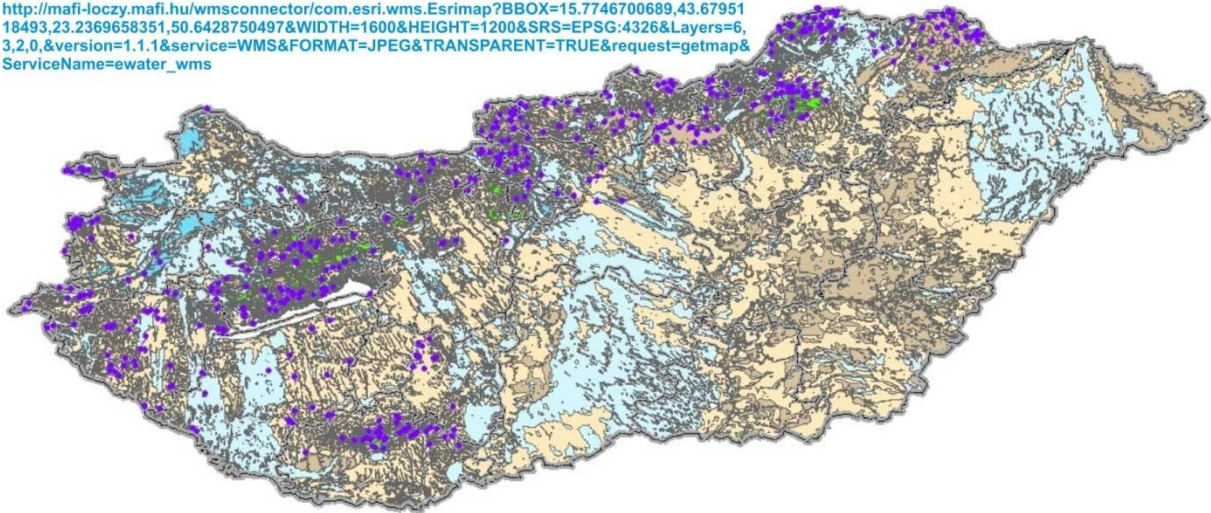 http://mafi-loczy.mafi.hu/wmsconnector/com.esri.wms.Esrimap?BBOX=15.7746700689,43.67951
18493,23.2369658351,50.6428750497&WIDTH=1600&HEIGHT=1200&SRS=EPSG:4326&Layers=6,
3,2,0,&version=1.1.1&service=WMS&FORMAT=JPEG&TRANSPARENT=TRUE&request=getmap&
ServiceName=ewater_wms